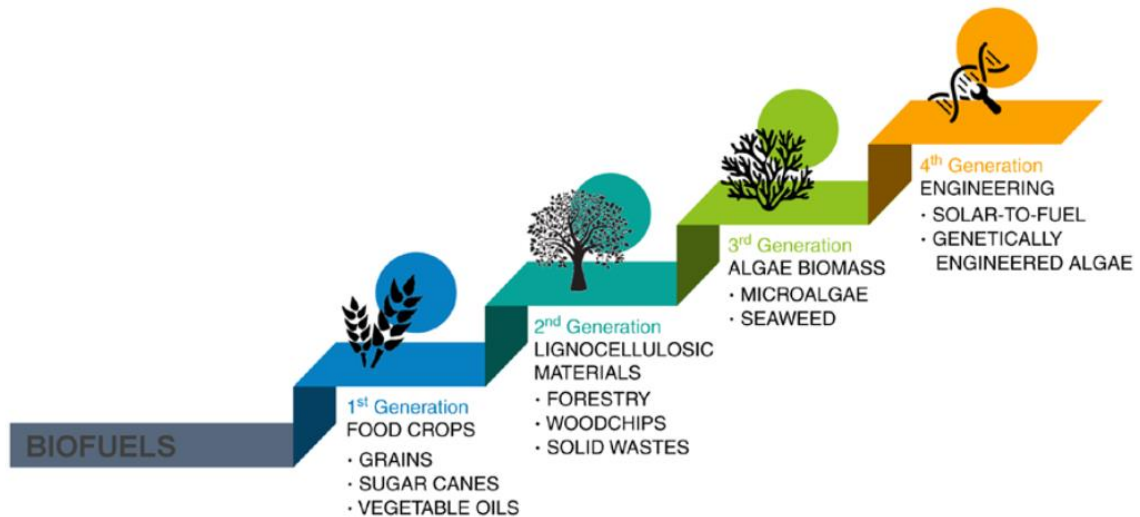 BIOFUELS
1st Generation
FOOD CROPS
· GRAINS
· SUGAR CANES
· VEGETABLE OILS
2nd Generation
LIGNOCELLULOSIC
MATERIALS
· FORESTRY
· WOODCHIPS
· SOLID WASTES
3rd Generation
ALGAE BIOMASS
· MICROALGAE
· SEAWEED
4th Generation
ENGINEERING
· SOLAR-TO-FUEL
· GENETICALLY
ENGINEERED ALGAE